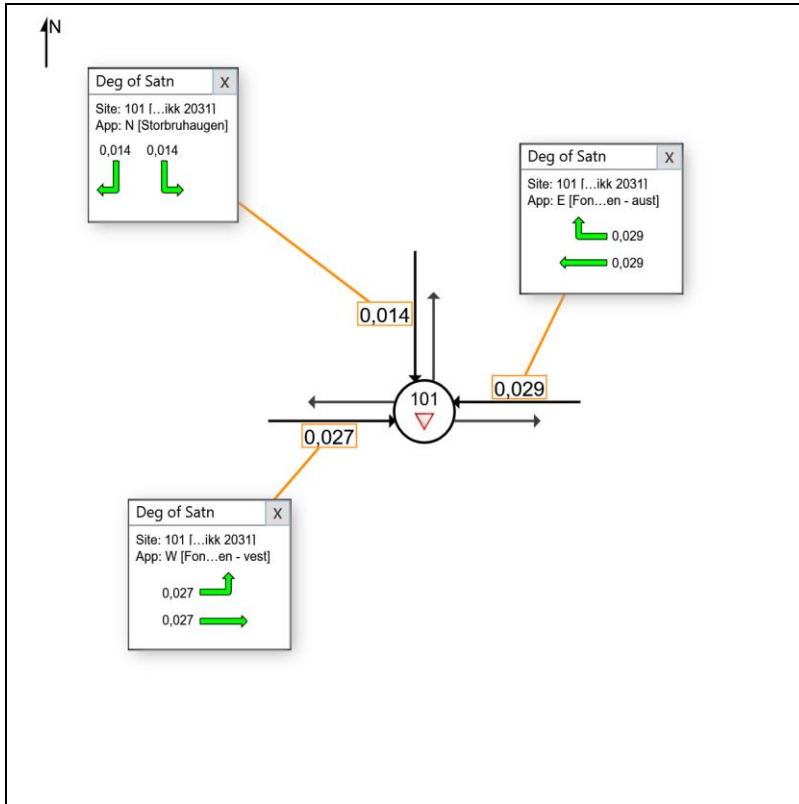 N
Deg of Satn X
Site: 101 [...ikk 2031]
App: N [Storbruhaugen]
0,014 0,014
Deg of Satn X
Site: 101 [...ikk 2031]
App: E [Fon...en - aust]
0,029
0,029
0,014
0,029
101
0,027
Deg of Satn X
Site: 101 [...ikk 2031]
App: W [Fon...en - vest]
0,027
0,027